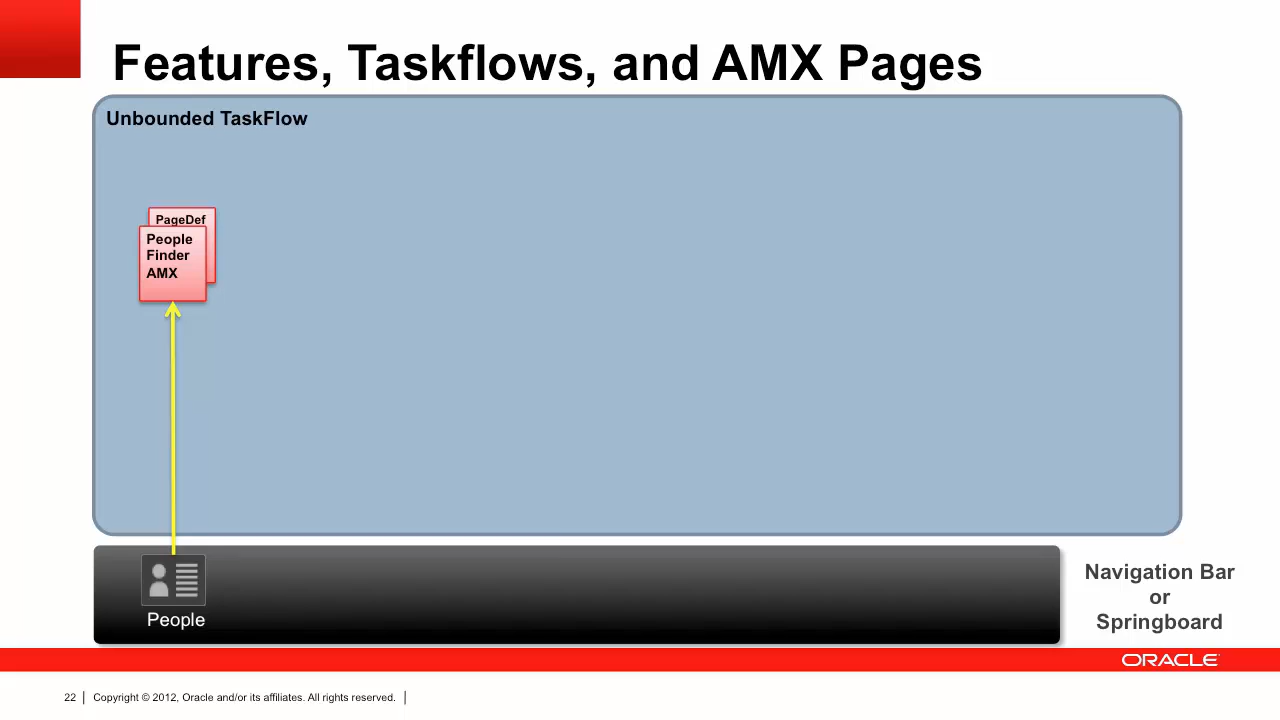 Features, Taskflows, and AMX Pages
Unbounded TaskFlow
PageDef
People
Finder
AMX
People
Navigation Bar
or
Springboard
ORACLE
22 | Copyright © 2012, Oracle and/or its affiliates. All rights reserved. |